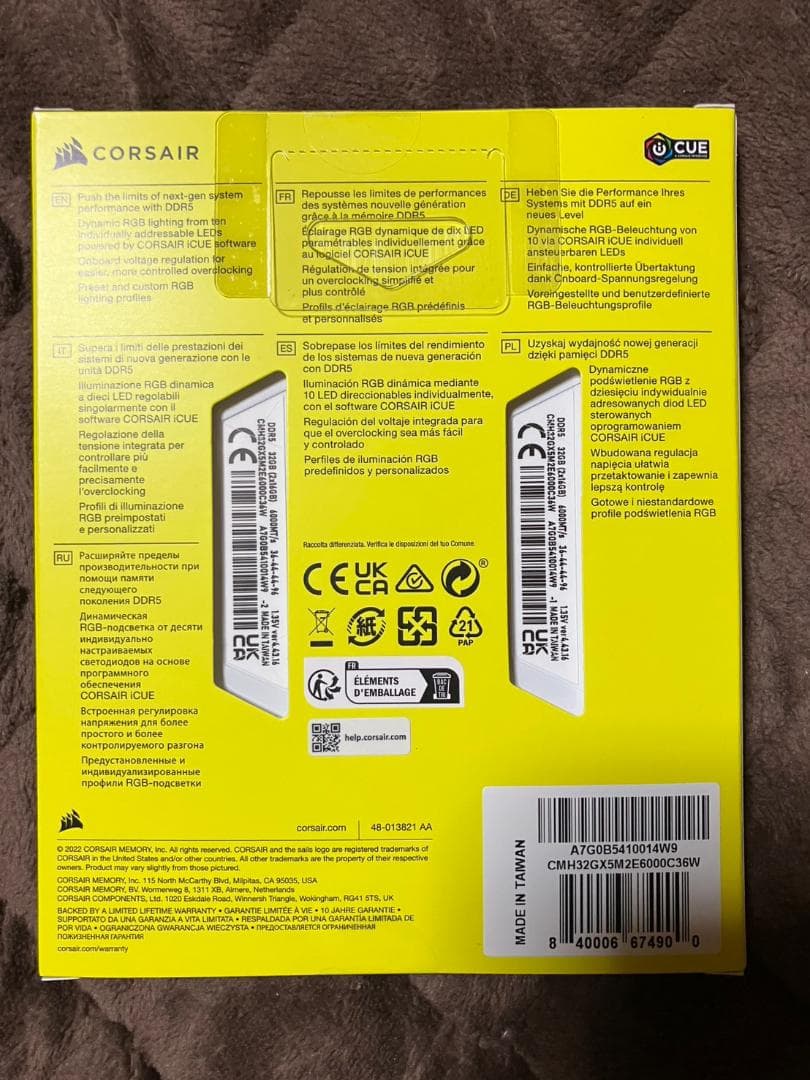 CORSAIR
iCUE
EN Push the limits of next-gen system
performance with DDR5
Dynamic RGB lighting from ten
individually addressable LEDs
powered by CORSAIR iCUE software
Onboard voltage regulation for
easier, more controlled overclocking
Preset and custom RGB
lighting profiles
FR Repousse les limites de performances
des systèmes nouvelle génération
grâce à la mémoire DDR5
Éclairage RGB dynamique de dix LED
paramétrables individuellement grâce
au logiciel CORSAIR iCUE
Régulation de tension intégrée pour
un overclocking simplifié et
plus contrôlé
Profils d'éclairage RGB prédéfinis
et personnalisés
DE Heben Sie die Performance Ihres
Systems mit DDR5 auf ein
neues Level
Dynamische RGB-Beleuchtung von
10 via CORSAIR iCUE individuell
ansteuerbaren LEDs
Einfache, kontrollierte Übertaktung
dank Onboard-Spannungsregelung
Voreingestellte und benutzerdefinierte
RGB-Beleuchtungsprofile
IT Supera i limiti delle prestazioni dei
sistemi di nuova generazione con le
unità DDR5
Illuminazione RGB dinamica
a dieci LED regolabili
singolarmente con il
software CORSAIR iCUE
Regolazione della
tensione integrata per
controllare più
facilmente e
precisamente
l'overclocking
Profili di illuminazione
RGB preimpostati
e personalizzati
ES Sobrepase los límites del rendimiento
de los sistemas de nueva generación
con DDR5
Iluminación RGB dinámica mediante
10 LED direccionables individualmente,
con el software CORSAIR iCUE
Regulación del voltaje integrada para
que el overclocking sea más fácil
y controlado
Perfiles de iluminación RGB
predefinidos y personalizados
PL Uzyskaj wydajność nowej generacji
dzięki pamięci DDR5
Dynamiczne
podświetlenie RGB z
dziesięciu indywidualnie
adresowanych diod LED
sterowanych
oprogramowaniem
CORSAIR iCUE
Wbudowana regulacja
napięcia ułatwia
przetaktowanie i zapewnia
lepszą kontrolę
Gotowe i niestandardowe
profile podświetlenia RGB
RU Расширяйте пределы
производительности при
помощи памяти
следующего
поколения DDR5
Динамическая
RGB-подсветка от десяти
индивидуально
настраиваемых
светодиодов на основе
программного
обеспечения
CORSAIR iCUE
Встроенная регулировка
напряжения для более
простого и более
контролируемого разгона
Предустановленные и
индивидуализированные
профили RGB-подсветки
DDR5 32GB (2x16GB) 6000MT/s 36-44-44-96 1.35V ver4.43.16
CMH32GX5M2E6000C36W A7G0B5410014W9 -2 MADE IN TAIWAN
CE
UKCA
DDR5 32GB (2x16GB) 6000MT/s 36-44-44-96 1.35V ver4.43.16
CMH32GX5M2E6000C36W A7G0B5410014W9 -1 MADE IN TAIWAN
CE
UKCA
Raccolta differenziata. Verifica le disposizioni del tuo Comune.
CE UK CA ®
紙
21
PAP
FR
ÉLÉMENTS
D'EMBALLAGE
BAC
DE
TRI
help.corsair.com
corsair.com | 48-013821 AA
© 2022 CORSAIR MEMORY, Inc. All rights reserved. CORSAIR and the sails logo are registered trademarks of
CORSAIR in the United States and/or other countries. All other trademarks are the property of their respective
owners. Product may vary slightly from those pictured.
CORSAIR MEMORY, Inc. 115 North McCarthy Blvd, Milpitas, CA 95035, USA
CORSAIR MEMORY, BV. Wormerweg 8, 1311 XB, Almere, Netherlands
CORSAIR COMPONENTS, Ltd. 1020 Eskdale Road, Winnersh Triangle, Wokingham, RG41 5TS, UK
BACKED BY A LIMITED LIFETIME WARRANTY • GARANTIE LIMITÉE À VIE • 10 JAHRE GARANTIE •
SUPPORTATO DA UNA GARANZIA A VITA LIMITATA • RESPALDADA POR UNA GARANTÍA LIMITADA DE
POR VIDA • OGRANICZONA GWARANCJA WIECZYSTA • ПРЕДОСТАВЛЯЕТСЯ ОГРАНИЧЕННАЯ
ПОЖИЗНЕННАЯ ГАРАНТИЯ
corsair.com/warranty
MADE IN TAIWAN
A7G0B5410014W9
CMH32GX5M2E6000C36W
8 40006 67490 0